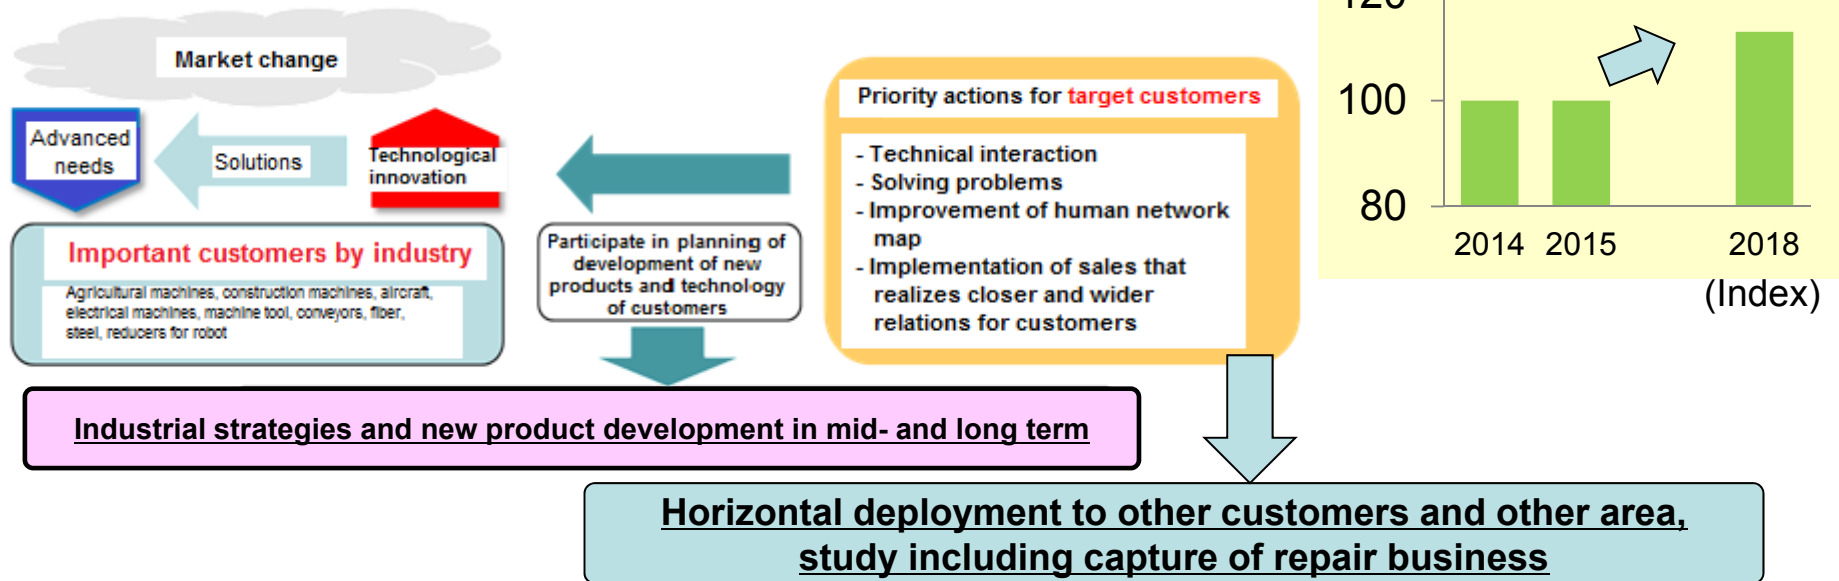 Market change
Advanced
needs
Solutions
Technological
innovation
Important customers by industry
Agricultural machines, construction machines, aircraft,
electrical machines, machine tool, conveyors, fiber,
steel, reducers for robot
Participate in planning of
development of new
products and technology
of customers
Priority actions for target customers
- Technical interaction
- Solving problems
- Improvement of human network
map
- Implementation of sales that
realizes closer and wider
relations for customers
120
100
80
2014 2015 2018
(Index)
Industrial strategies and new product development in mid- and long term
Horizontal deployment to other customers and other area,
study including capture of repair business